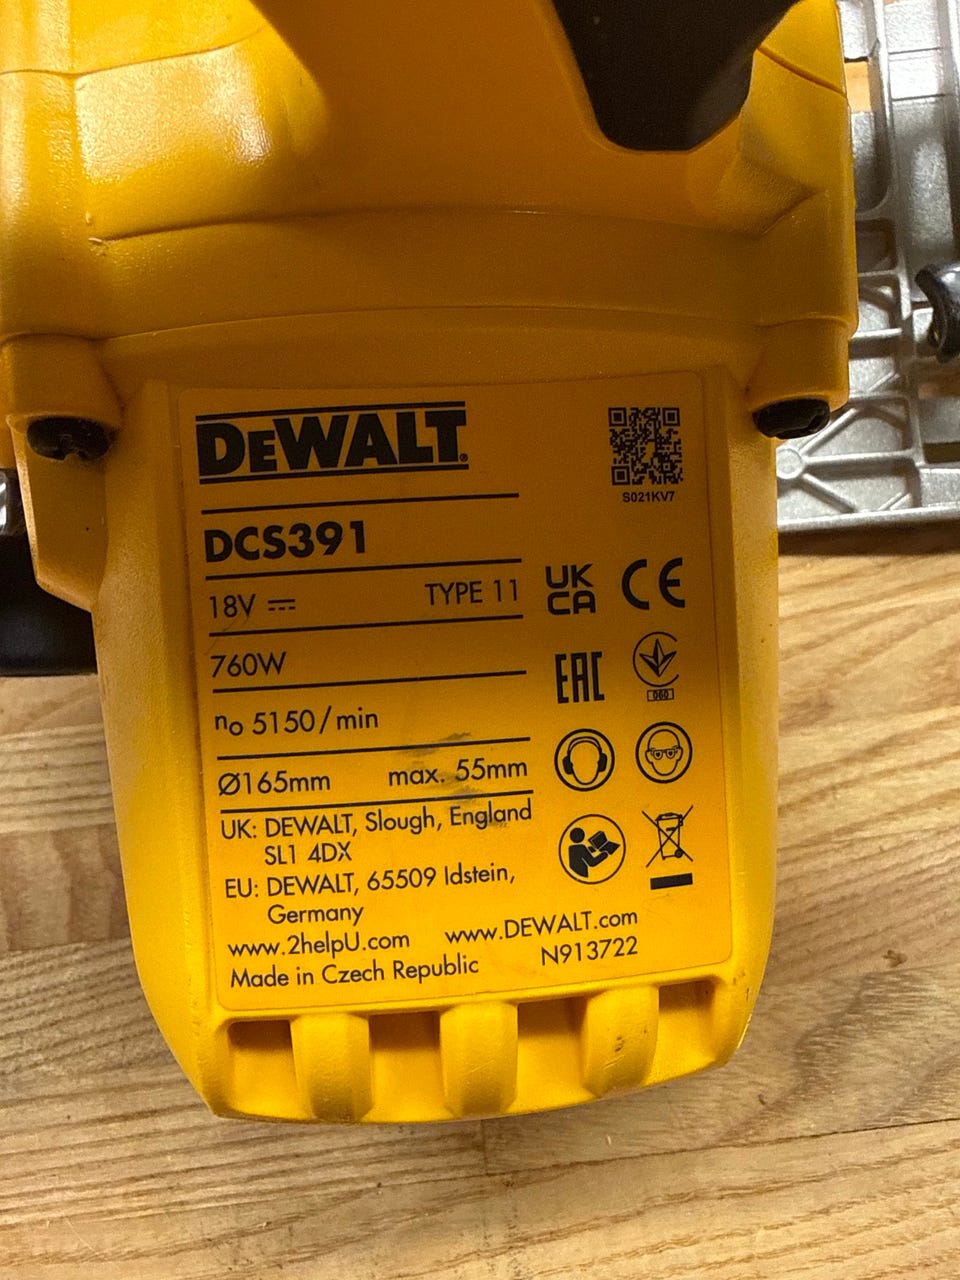 DEWALT®
S021KV7
DCS391
18V ⎓ TYPE 11
UK CA CE
760W
EAC
060
n₀ 5150/min
Ø165mm max. 55mm
UK: DEWALT, Slough, England
SL1 4DX
EU: DEWALT, 65509 Idstein,
Germany
www.2helpU.com www.DEWALT.com
Made in Czech Republic N913722